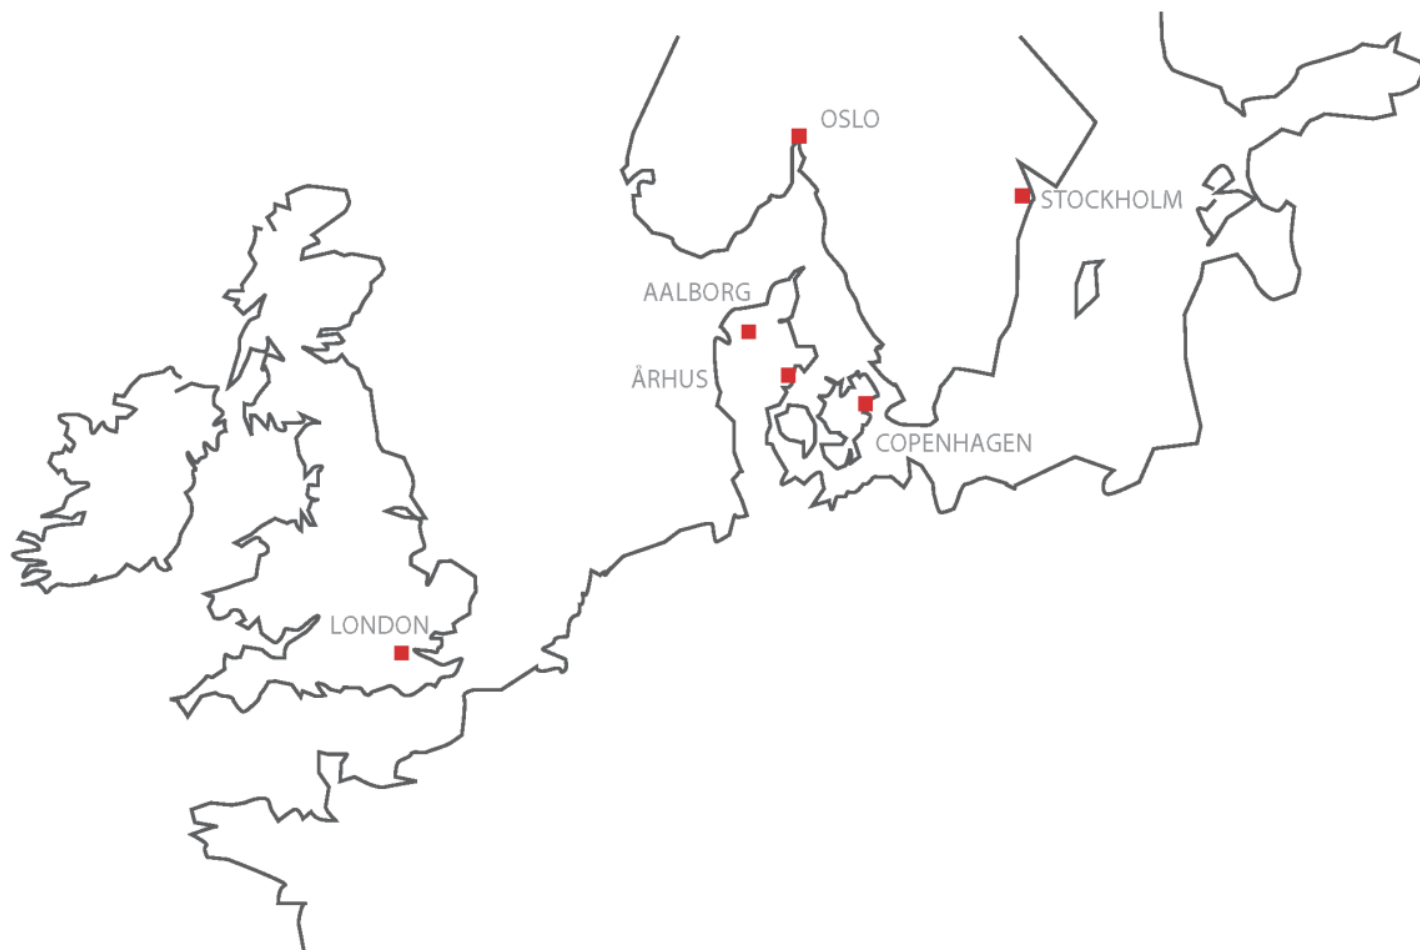 OSLO
STOCKHOLM
AALBORG
ÅRHUS
COPENHAGEN
LONDON